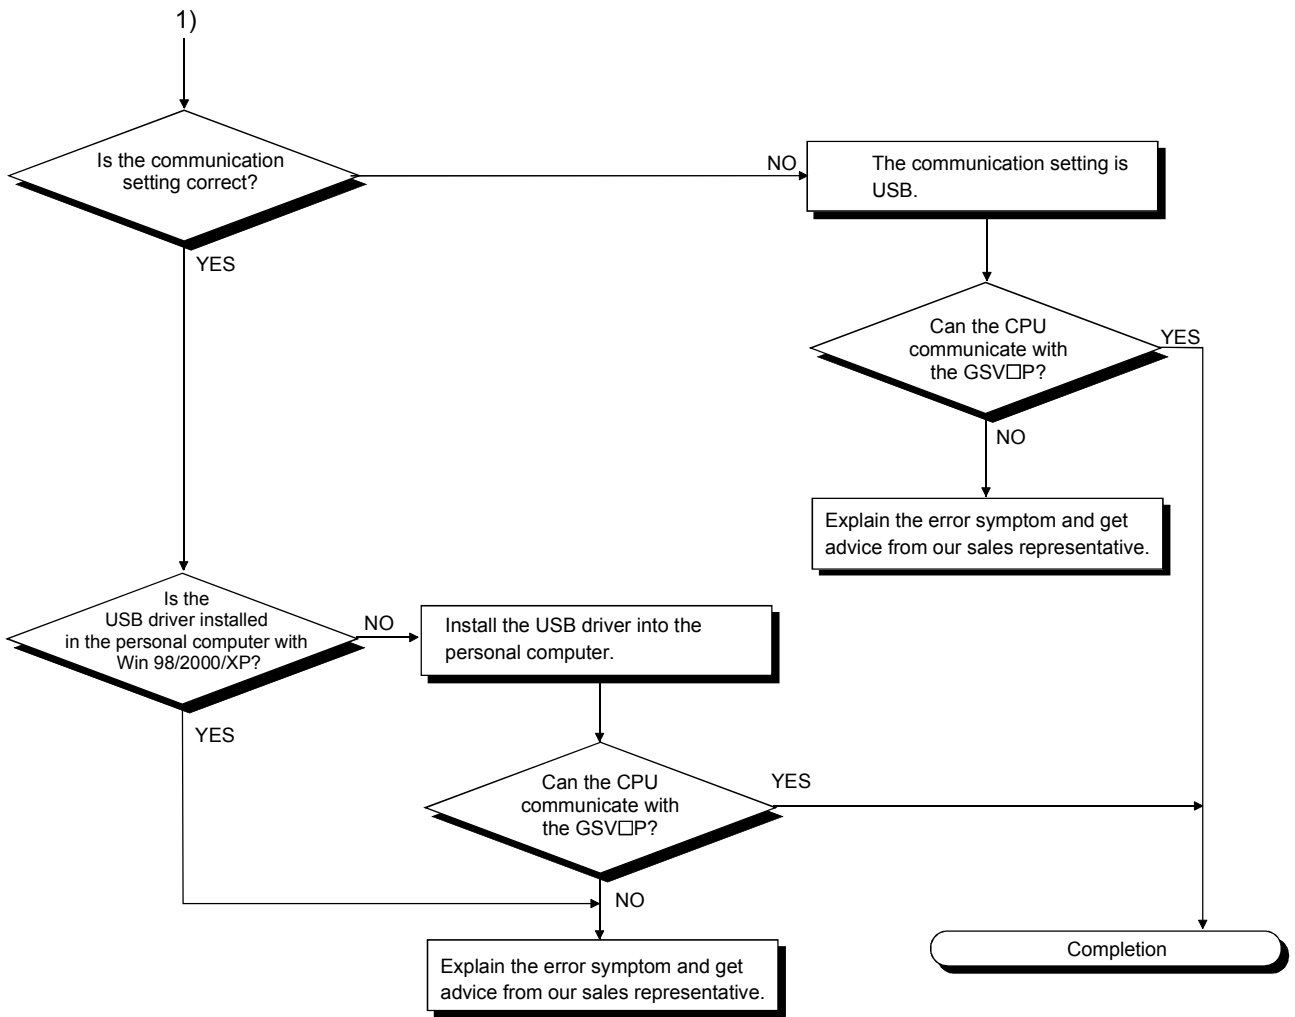 1)
Is the communication
setting correct?
NO
The communication setting is
USB.
YES
Can the CPU
communicate with
the GSV□P?
YES
NO
Explain the error symptom and get
advice from our sales representative.
Is the
USB driver installed
in the personal computer with
Win 98/2000/XP?
NO
Install the USB driver into the
personal computer.
YES
Can the CPU
communicate with
the GSV□P?
YES
NO
Explain the error symptom and get
advice from our sales representative.
Completion